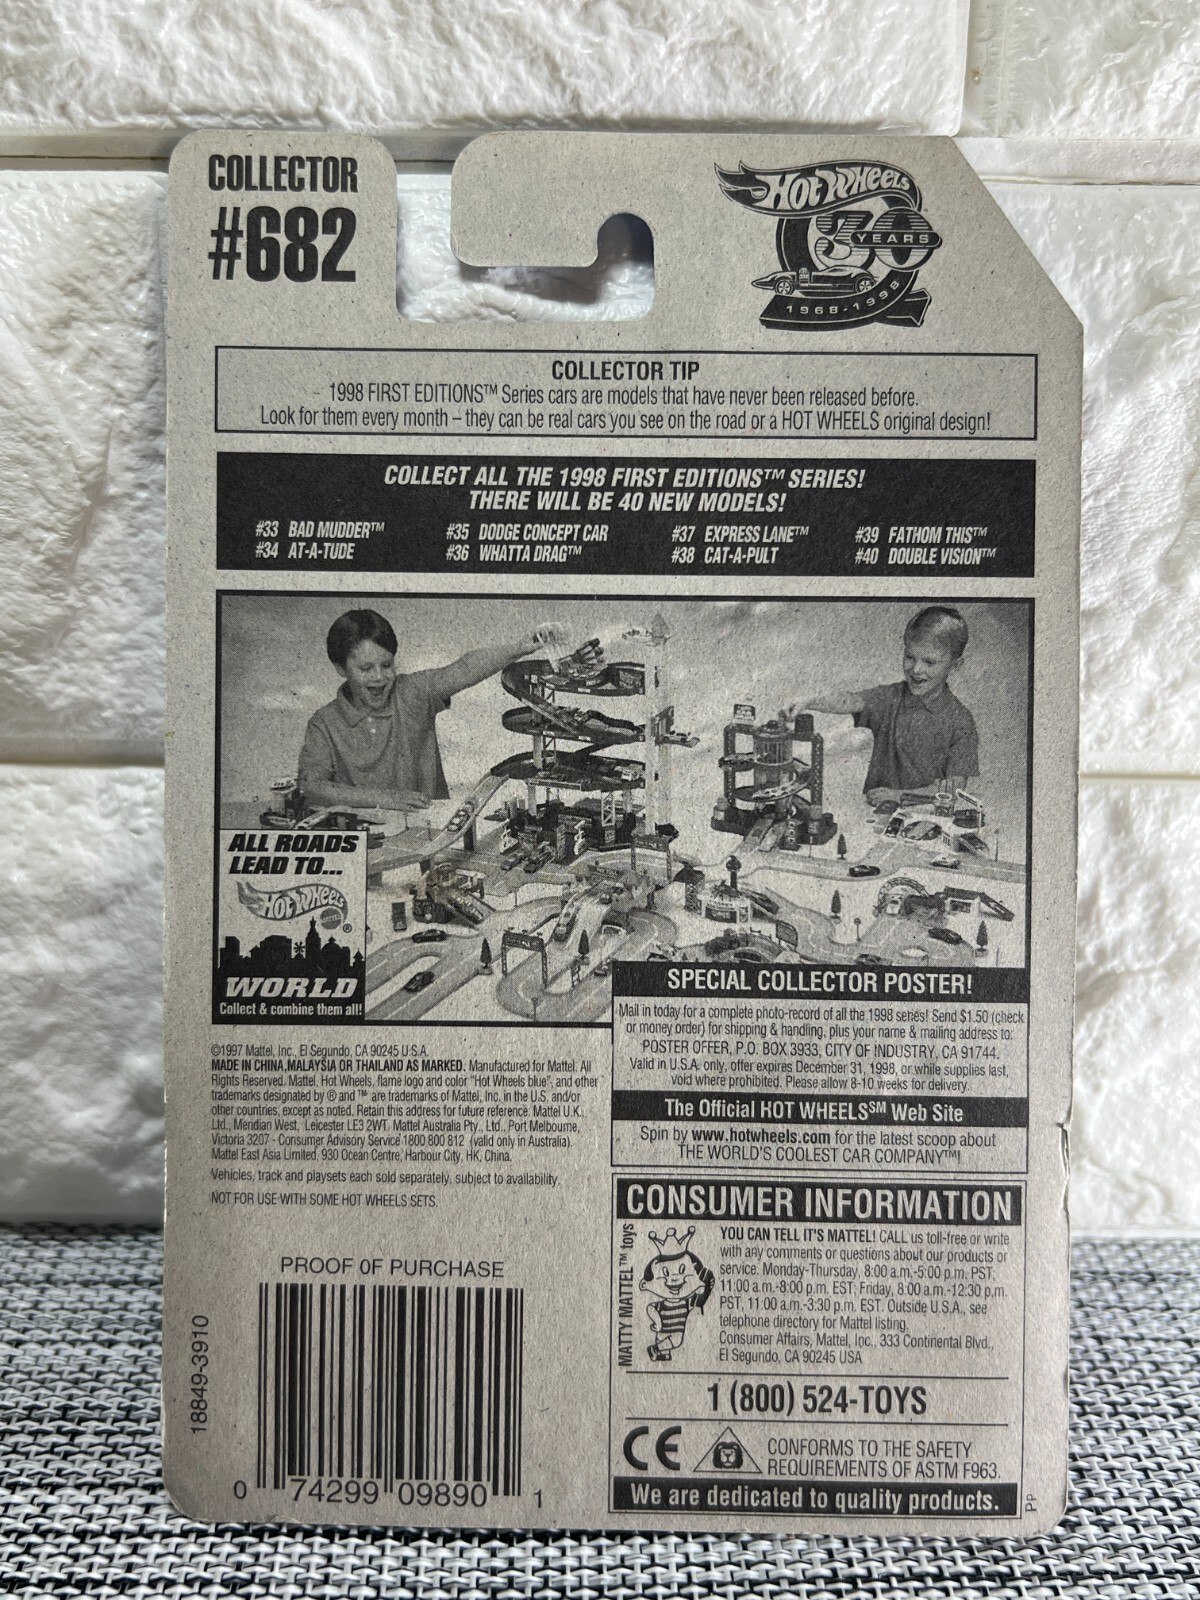 COLLECTOR
#682
HOT WHEELS
30
YEARS
1968-1998
COLLECTOR TIP
1998 FIRST EDITIONS™ Series cars are models that have never been released before.
Look for them every month – they can be real cars you see on the road or a HOT WHEELS original design!
COLLECT ALL THE 1998 FIRST EDITIONS™ SERIES!
THERE WILL BE 40 NEW MODELS!
#33 BAD MUDDER™ #35 DODGE CONCEPT CAR #37 EXPRESS LANE™ #39 FATHOM THIS™
#34 AT-A-TUDE #36 WHATTA DRAG™ #38 CAT-A-PULT #40 DOUBLE VISION™
ALL ROADS
LEAD TO...
HOT WHEELS®
WORLD
Collect & combine them all!
SPECIAL COLLECTOR POSTER!
Mail in today for a complete photo-record of all the 1998 series! Send $1.50 (check
or money order) for shipping & handling, plus your name & mailing address to:
POSTER OFFER, P.O. BOX 3933, CITY OF INDUSTRY, CA 91744.
Valid in U.S.A. only, offer expires December 31, 1998, or while supplies last,
void where prohibited. Please allow 8-10 weeks for delivery.
The Official HOT WHEELS℠ Web Site
Spin by www.hotwheels.com for the latest scoop about
THE WORLD'S COOLEST CAR COMPANY™!
©1997 Mattel, Inc., El Segundo, CA 90245 U.S.A.
MADE IN CHINA,MALAYSIA OR THAILAND AS MARKED. Manufactured for Mattel. All
Rights Reserved. Mattel, Hot Wheels, flame logo and color "Hot Wheels blue", and other
trademarks designated by ® and ™ are trademarks of Mattel, Inc. in the U.S. and/or
other countries, except as noted. Retain this address for future reference: Mattel U.K.,
Ltd., Meridian West, Leicester LE3 2WT. Mattel Australia Pty., Ltd., Port Melbourne,
Victoria 3207 - Consumer Advisory Service 1800 800 812 (valid only in Australia).
Mattel East Asia Limited, 930 Ocean Centre, Harbour City, HK, China.
Vehicles, track and playsets each sold separately, subject to availability.
NOT FOR USE WITH SOME HOT WHEELS SETS.
PROOF OF PURCHASE
18849-3910
0 74299 09890 1
CONSUMER INFORMATION
MATTY MATTEL™ toys
YOU CAN TELL IT'S MATTEL! CALL us toll-free or write
with any comments or questions about our products or
service. Monday-Thursday, 8:00 a.m.-5:00 p.m. PST,
11:00 a.m.-8:00 p.m. EST; Friday, 8:00 a.m.-12:30 p.m.
PST, 11:00 a.m.-3:30 p.m. EST. Outside U.S.A., see
telephone directory for Mattel listing.
Consumer Affairs, Mattel, Inc., 333 Continental Blvd.,
El Segundo, CA 90245 USA
1 (800) 524-TOYS
CE
CONFORMS TO THE SAFETY
REQUIREMENTS OF ASTM F963.
We are dedicated to quality products.
PP